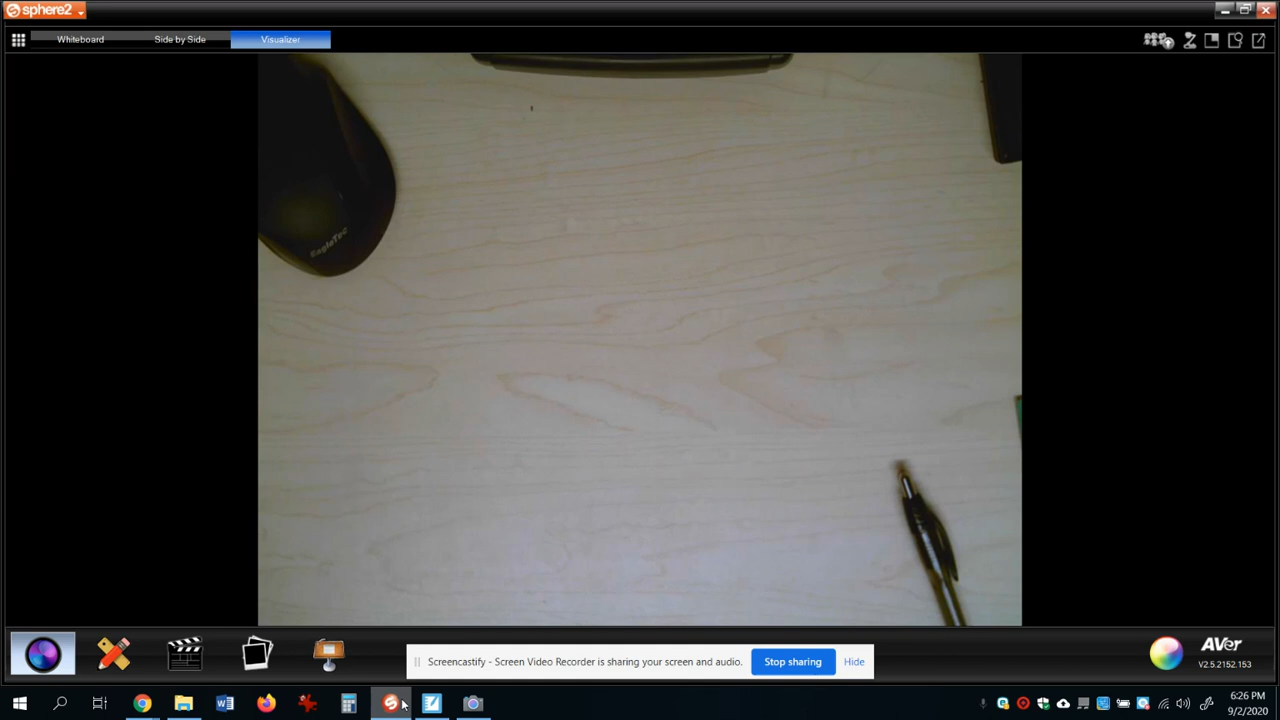 sphere2
Whiteboard
Side by Side
Visualizer
EagleTec
Screencastify - Screen Video Recorder is sharing your screen and audio.
Stop sharing
Hide
AVer
V2.5.2152.153
6:26 PM
9/2/2020